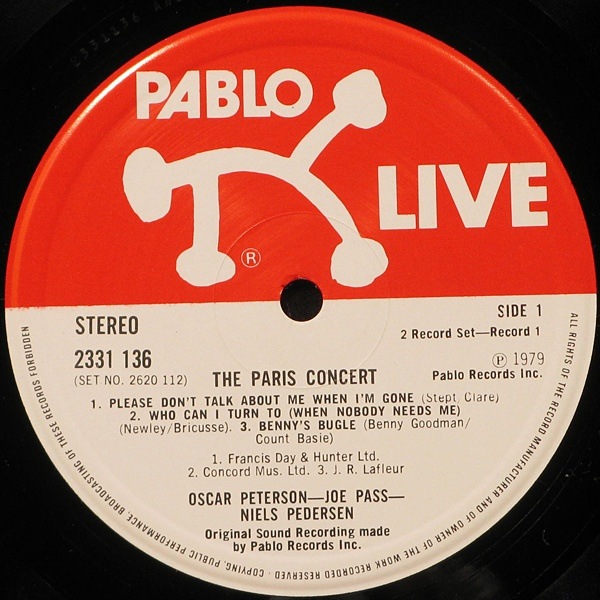 PABLO
LIVE
®
STEREO
SIDE 1
2331 136
2 Record Set—Record 1
(SET NO. 2620 112)
THE PARIS CONCERT
℗ 1979
Pablo Records Inc.
1. PLEASE DON'T TALK ABOUT ME WHEN I'M GONE (Stept, Clare)
2. WHO CAN I TURN TO (WHEN NOBODY NEEDS ME)
(Newley/Bricusse). 3. BENNY'S BUGLE (Benny Goodman/
Count Basie)
1. Francis Day & Hunter Ltd.
2. Concord Mus. Ltd. 3. J. R. Lafleur
OSCAR PETERSON—JOE PASS—
NIELS PEDERSEN
Original Sound Recording made
by Pablo Records Inc.
ALL RIGHTS OF THE RECORD MANUFACTURER AND OF OWNER OF THE WORK RECORDED RESERVED · COPYING, PUBLIC PERFORMANCE, BROADCASTING OF THESE RECORDS FORBIDDEN